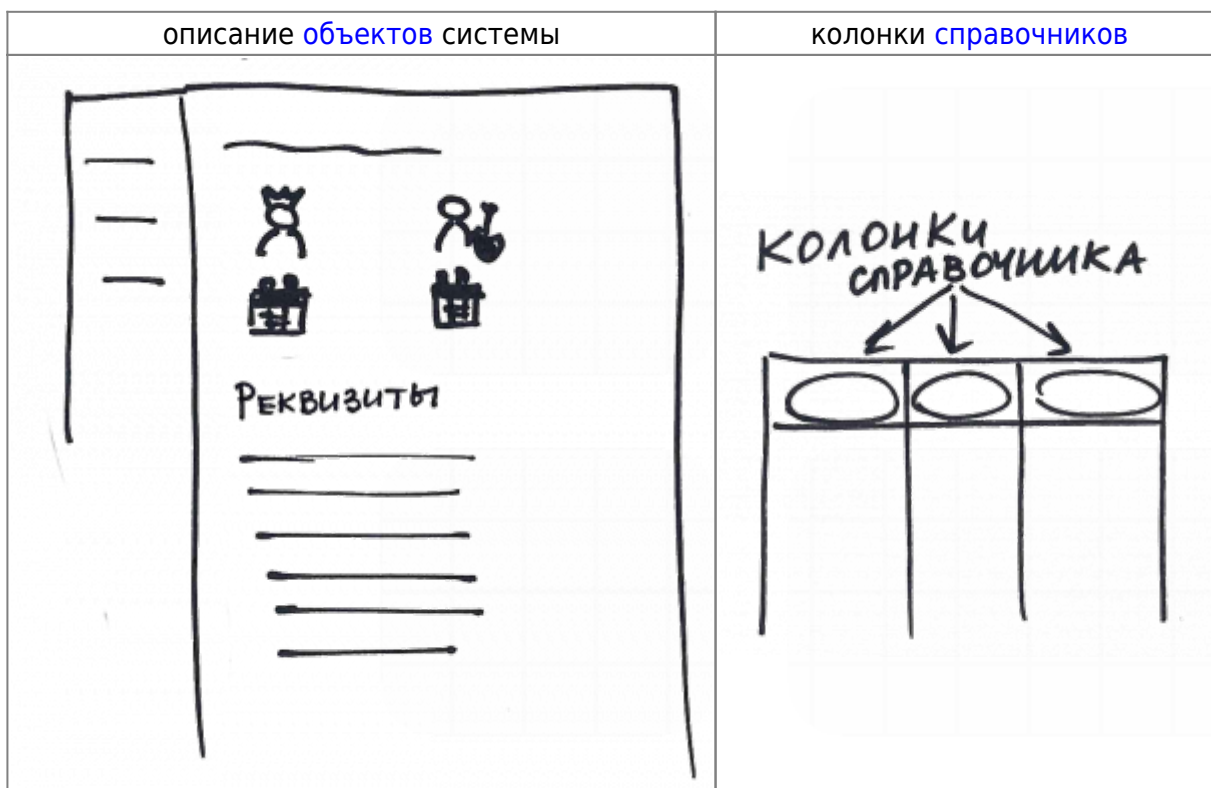 описание объектов системы
колонки справочников
Реквизиты
КОЛОНКИ
СПРАВОЧНИКА